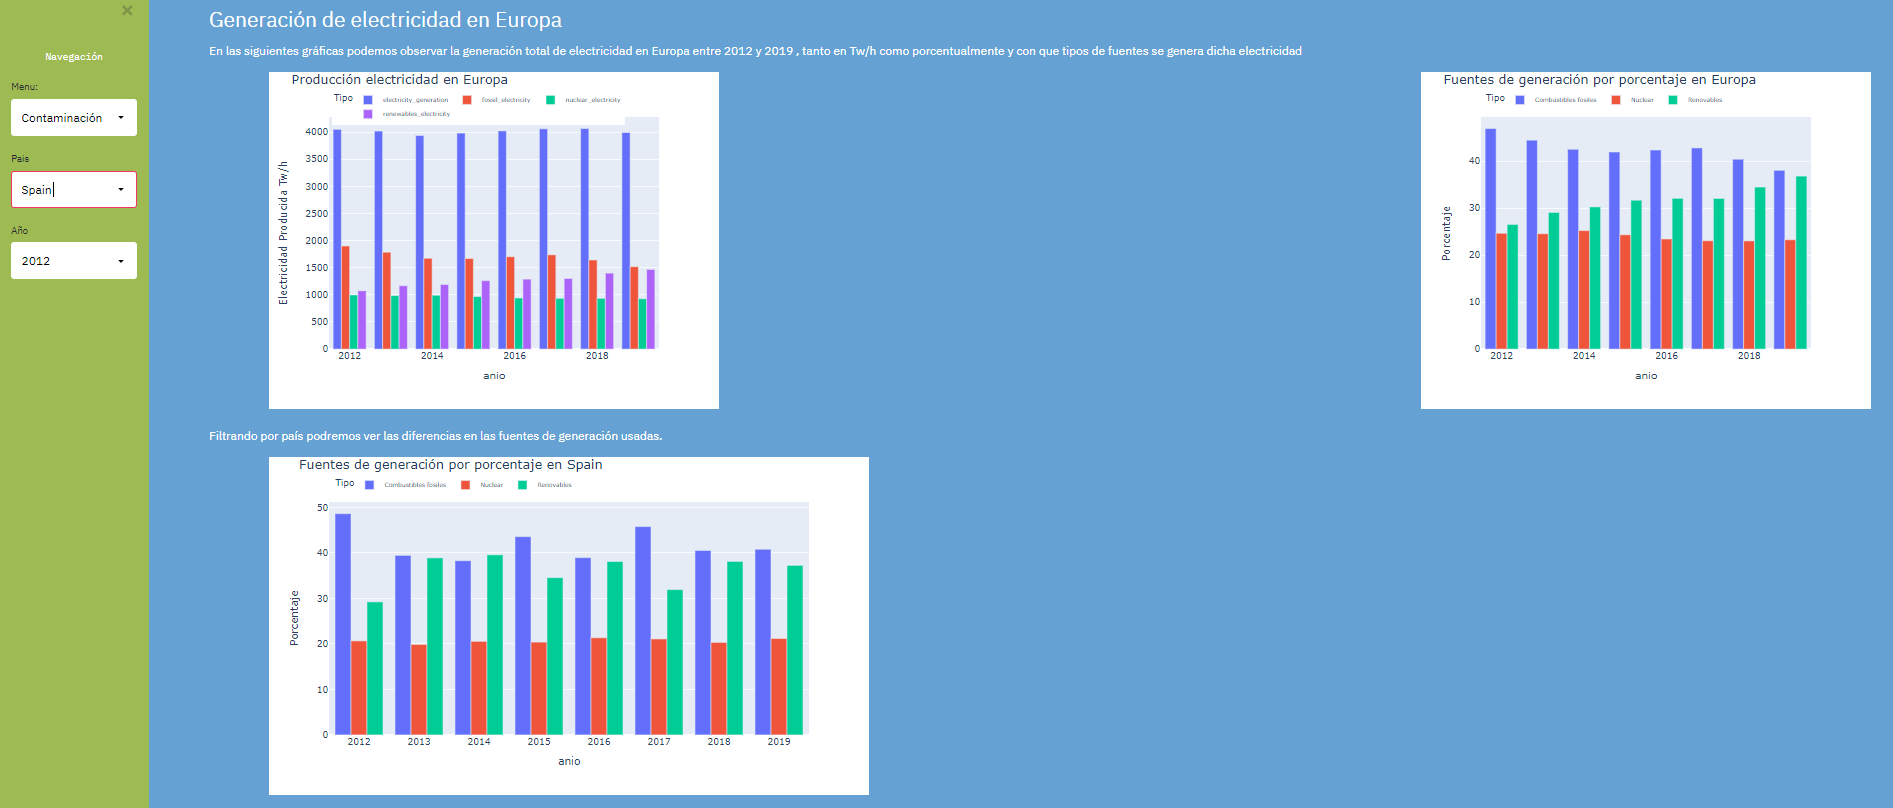 Navegación
Menu:
Contaminación
Pais
Spain
Año
2012
Generación de electricidad en Europa
En las siguientes gráficas podemos observar la generación total de electricidad en Europa entre 2012 y 2019 , tanto en Tw/h como porcentualmente y con que tipos de fuentes se genera dicha electricidad
Producción electricidad en Europa
Tipo electricity_generation fossil_electricity nuclear_electricity
renewables_electricity
Electricidad Producida Tw/h
4000
3500
3000
2500
2000
1500
1000
500
0
2012 2014 2016 2018
anio
Fuentes de generación por porcentaje en Europa
Tipo Combustibles fosiles Nuclear Renovables
Porcentaje
40
30
20
10
0
2012 2014 2016 2018
anio
Filtrando por país podremos ver las diferencias en las fuentes de generación usadas.
Fuentes de generación por porcentaje en Spain
Tipo Combustibles fosiles Nuclear Renovables
Porcentaje
50
40
30
20
10
0
2012 2013 2014 2015 2016 2017 2018 2019
anio